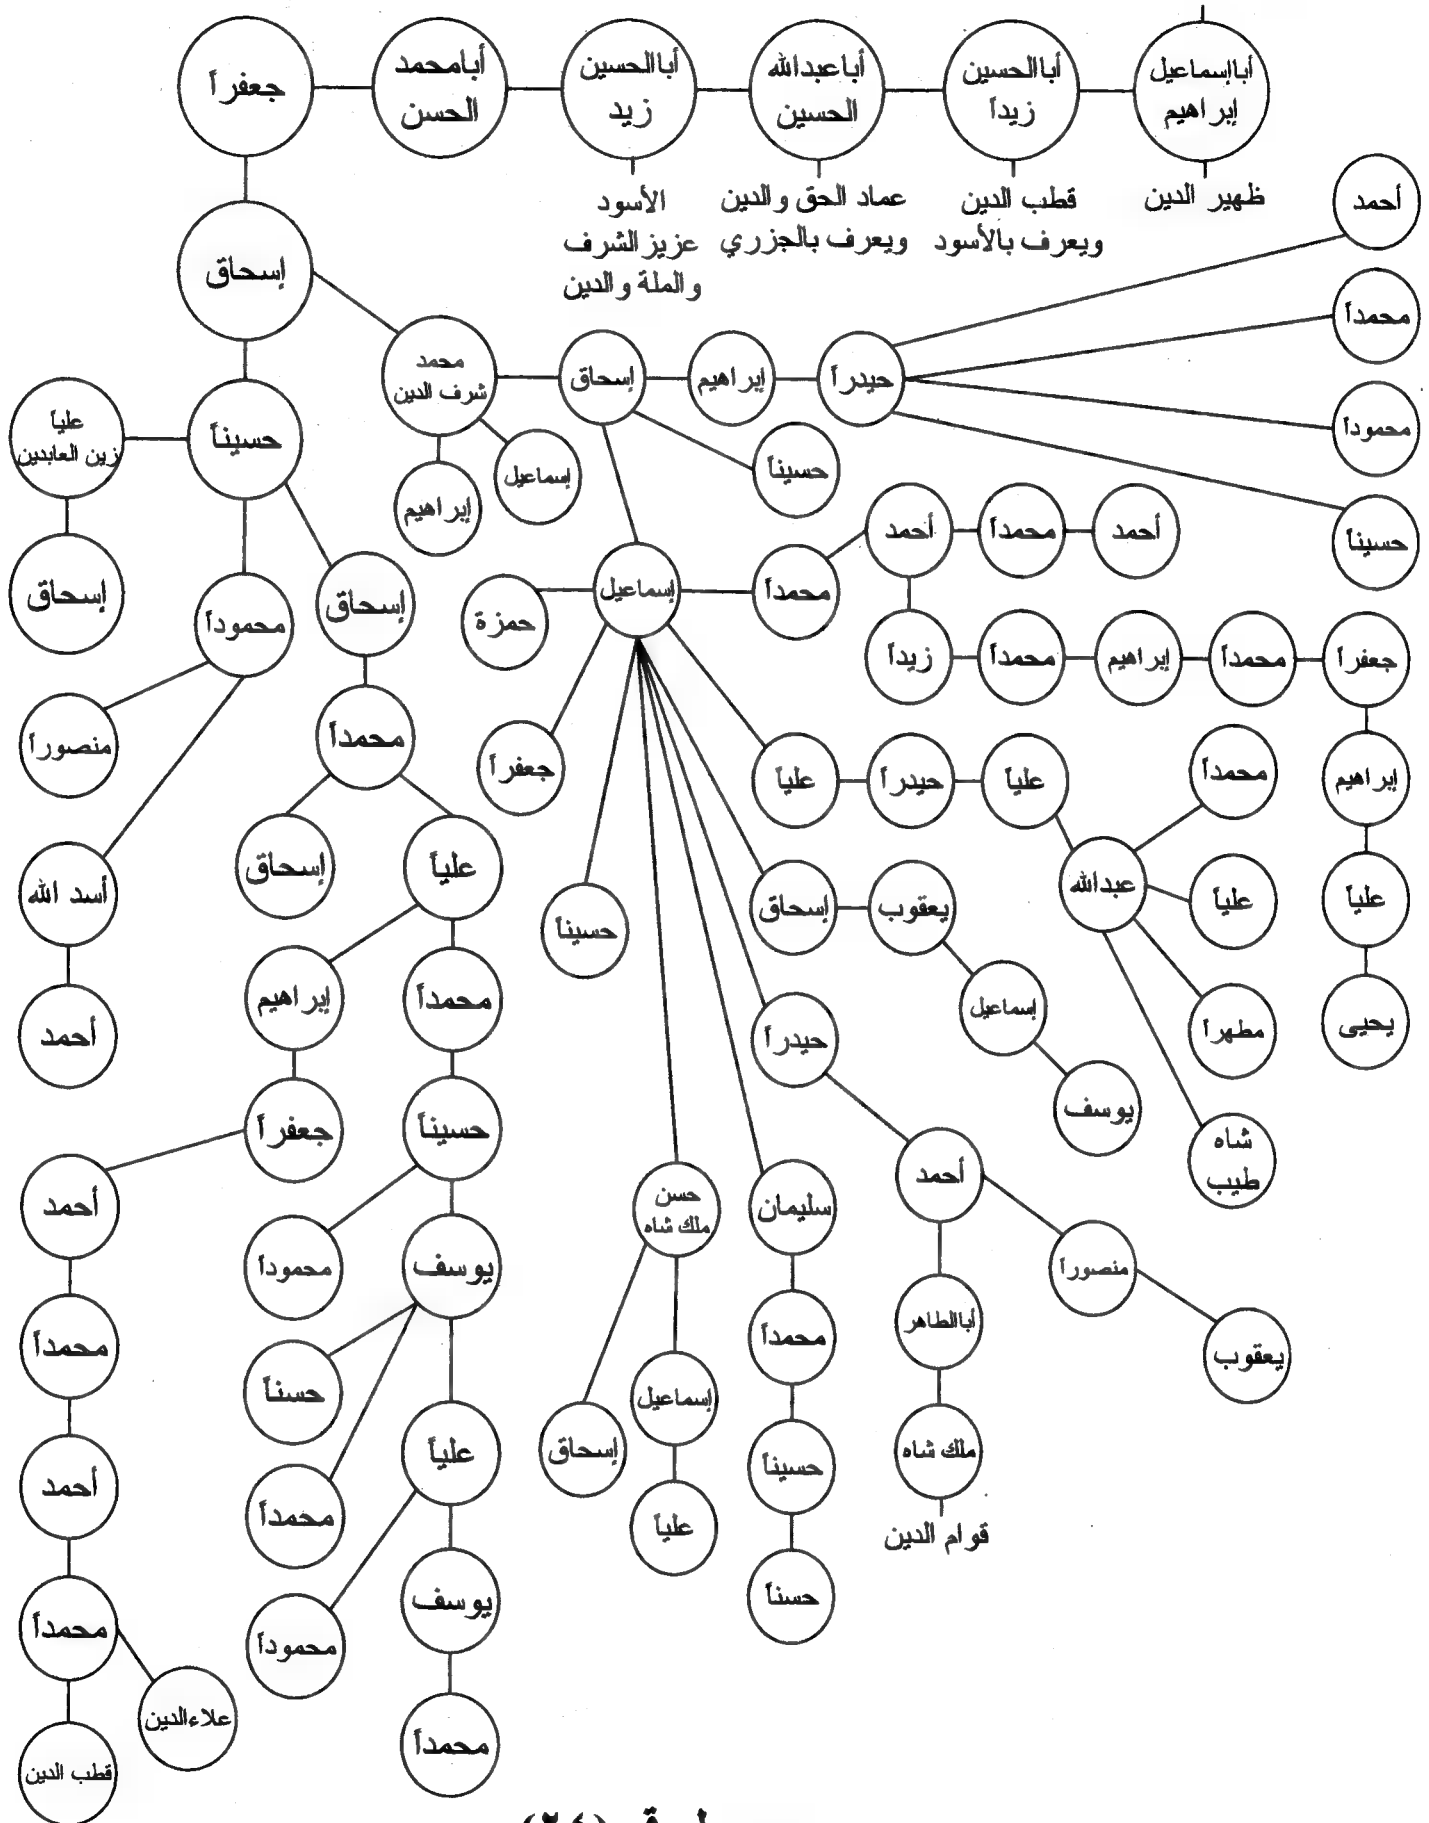 أباإسماعيل
إبراهيم
ظهير الدين
أباالحسين
زيداً
قطب الدين
ويعرف بالأسود
أباعبدالله
الحسين
عماد الحق والدين
ويعرف بالجزري
أباالحسين
زيد
الأسود
عزيز الشرف
والملة والدين
أبامحمد
الحسن
جعفراً
إسحاق
محمد
شرف الدين
إسحاق
إبراهيم
حيدراً
أحمد
محمداً
محموداً
حسيناً
حسيناً
إسماعيل
إبراهيم
حسيناً
علياً
زين العابدين
إسحاق
محموداً
إسحاق
منصوراً
أسد الله
أحمد
محمداً
إسحاق
علياً
إبراهيم
جعفراً
أحمد
محمداً
أحمد
محمداً
علاءالدين
قطب الدين
محمداً
حسيناً
محموداً
يوسف
حسناً
محمداً
علياً
محموداً
يوسف
محمداً
إسماعيل
حمزة
جعفراً
حسيناً
محمداً
أحمد
محمداً
أحمد
زيداً
محمداً
إبراهيم
محمداً
جعفراً
إبراهيم
علياً
يحيى
علياً
حيدراً
علياً
عبدالله
محمداً
علياً
مطهراً
شاه
طيب
إسحاق
يعقوب
إسماعيل
يوسف
حيدراً
أحمد
منصوراً
يعقوب
أباالطاهر
ملك شاه
قوام الدين
سليمان
محمداً
حسيناً
حسناً
حسن
ملك شاه
إسحاق
إسماعيل
علياً
(٢٤)